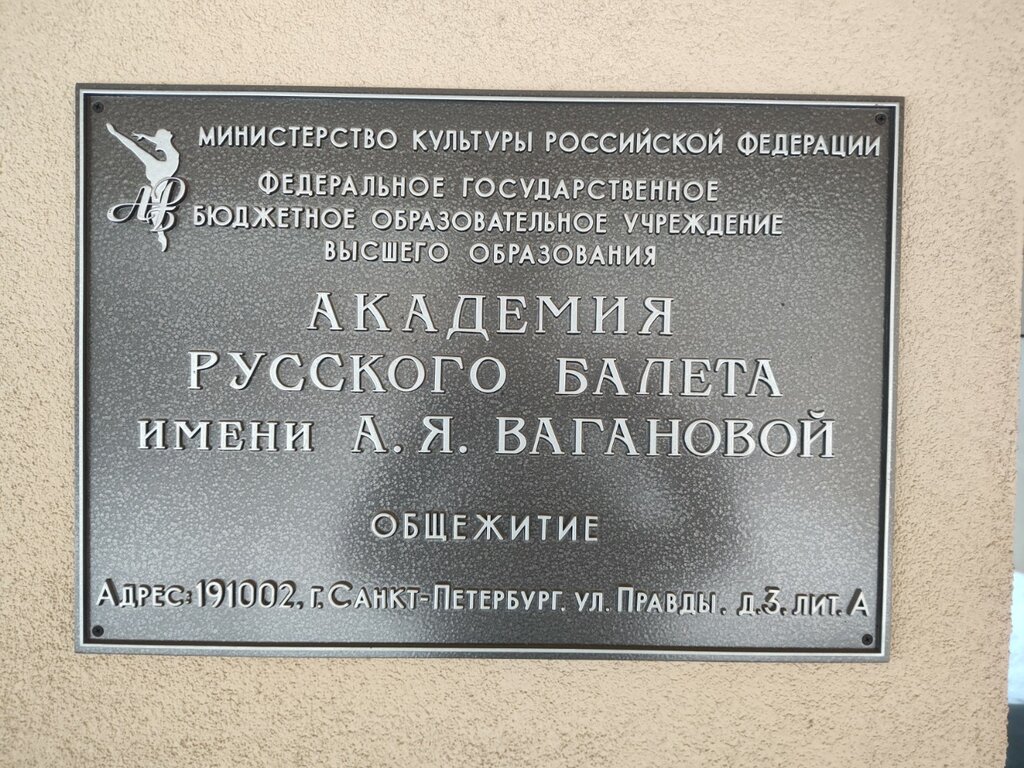 МИНИСТЕРСТВО КУЛЬТУРЫ РОССИЙСКОЙ ФЕДЕРАЦИИ
ФЕДЕРАЛЬНОЕ ГОСУДАРСТВЕННОЕ
БЮДЖЕТНОЕ ОБРАЗОВАТЕЛЬНОЕ УЧРЕЖДЕНИЕ
ВЫСШЕГО ОБРАЗОВАНИЯ
АРБ
АКАДЕМИЯ
РУССКОГО БАЛЕТА
ИМЕНИ А. Я. ВАГАНОВОЙ
ОБЩЕЖИТИЕ
АДРЕС: 191002, Г. САНКТ-ПЕТЕРБУРГ. УЛ. ПРАВДЫ. Д.3. ЛИТ. А